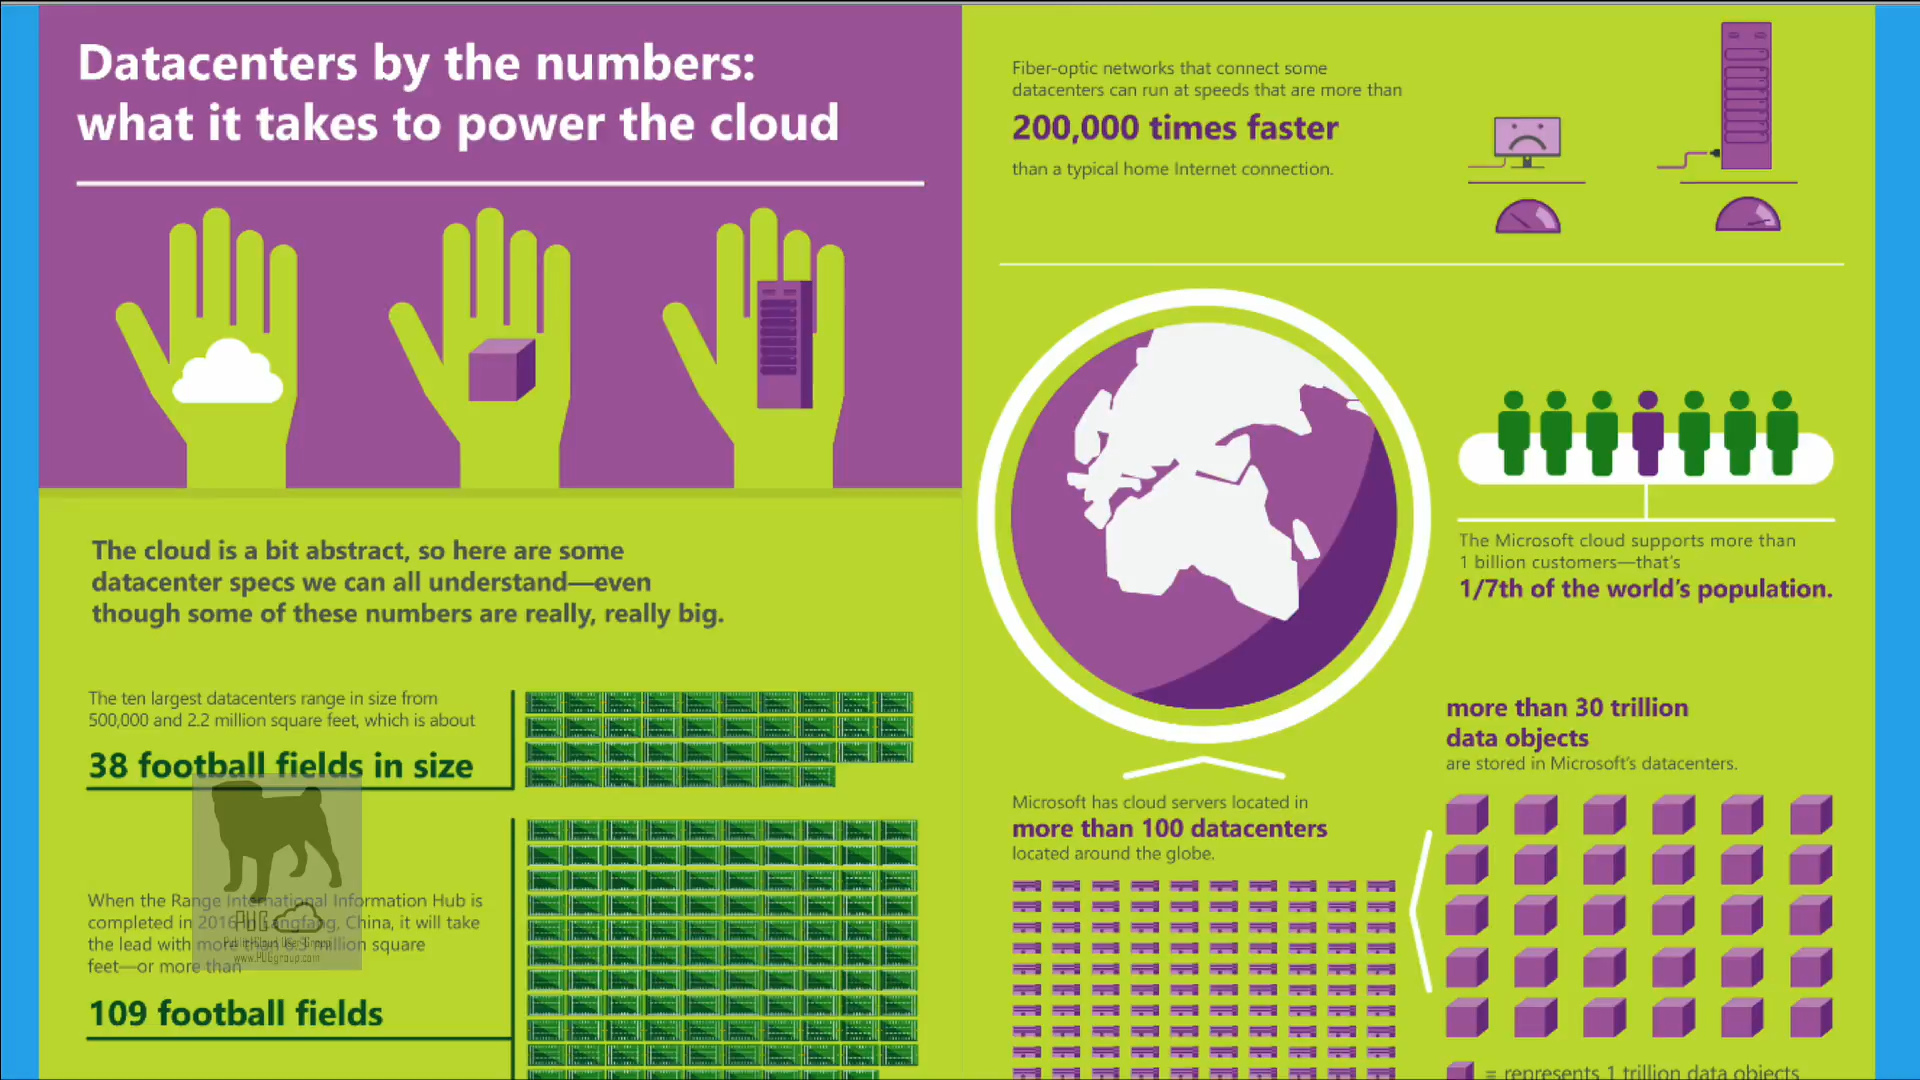 Datacenters by the numbers:
what it takes to power the cloud
The cloud is a bit abstract, so here are some
datacenter specs we can all understand—even
though some of these numbers are really, really big.
The ten largest datacenters range in size from
500,000 and 2.2 million square feet, which is about
38 football fields in size
When the Range International Information Hub is
completed in 2016 in Langfang, China, it will take
the lead with more than 6.3 million square
feet—or more than
109 football fields
PUG
Public Cloud User Group
www.PUGgroup.com
Fiber-optic networks that connect some
datacenters can run at speeds that are more than
200,000 times faster
than a typical home Internet connection.
The Microsoft cloud supports more than
1 billion customers—that's
1/7th of the world's population.
more than 30 trillion
data objects
are stored in Microsoft's datacenters.
Microsoft has cloud servers located in
more than 100 datacenters
located around the globe.
= represents 1 trillion data objects